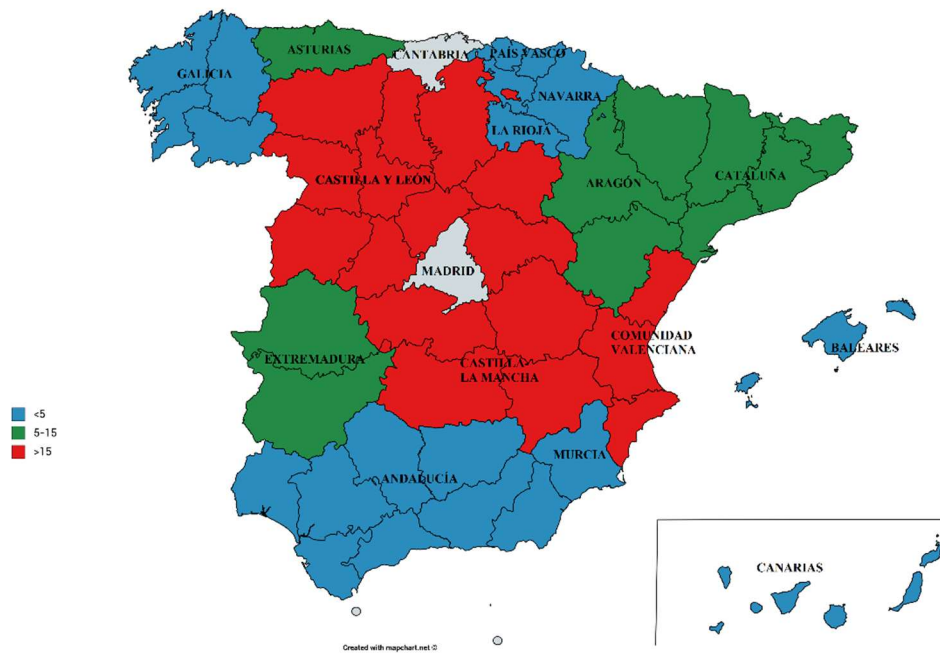 ASTURIAS
CANTABRIA
PAÍS VASCO
GALICIA
NAVARRA
LA RIOJA
CASTILLA Y LEÓN
ARAGÓN
CATALUÑA
MADRID
COMUNIDAD
VALENCIANA
BALEARES
EXTREMADURA
CASTILLA
LA MANCHA
<5
5-15
>15
MURCIA
ANDALUCÍA
CANARIAS
Created with mapchart.net ©